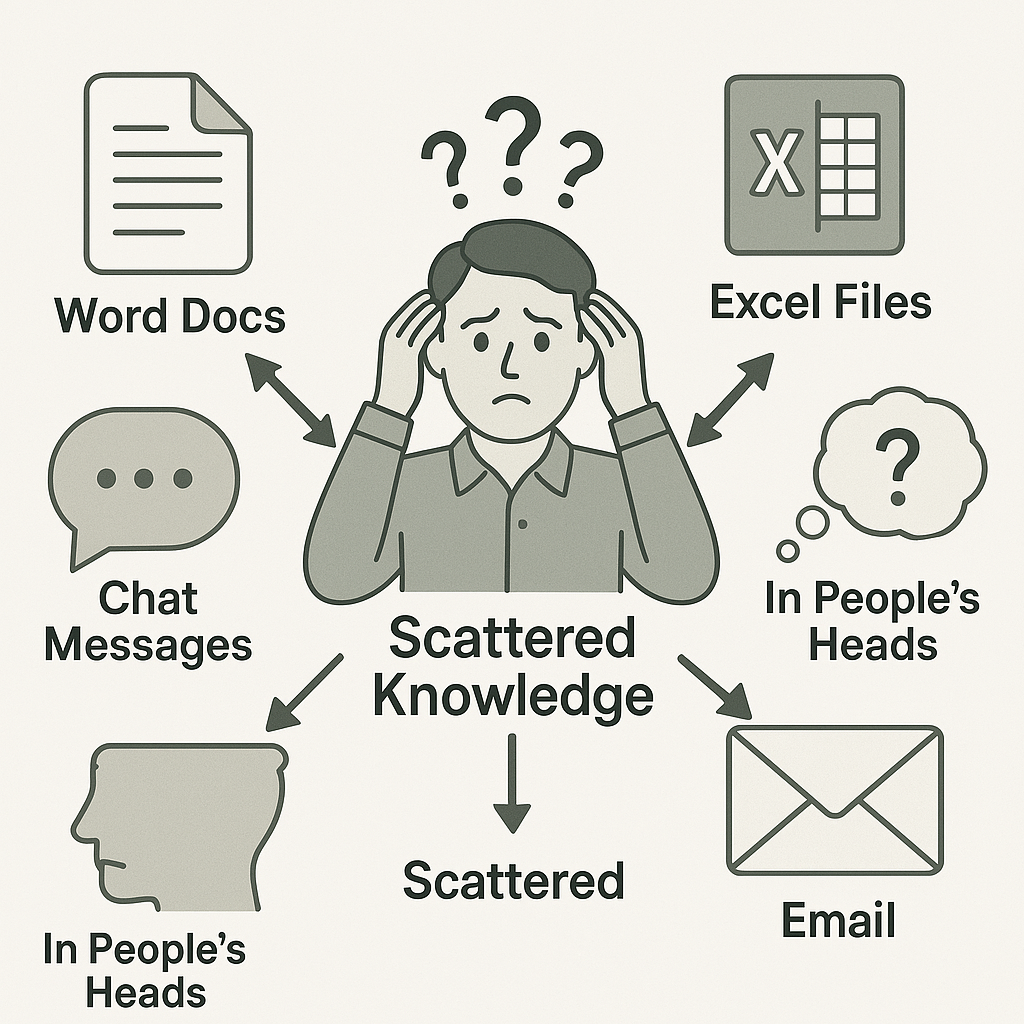 ? ? ?
X
Word Docs
Excel Files
?
Chat
Messages
In People's
Heads
Scattered
Knowledge
Scattered
Email
In People's
Heads